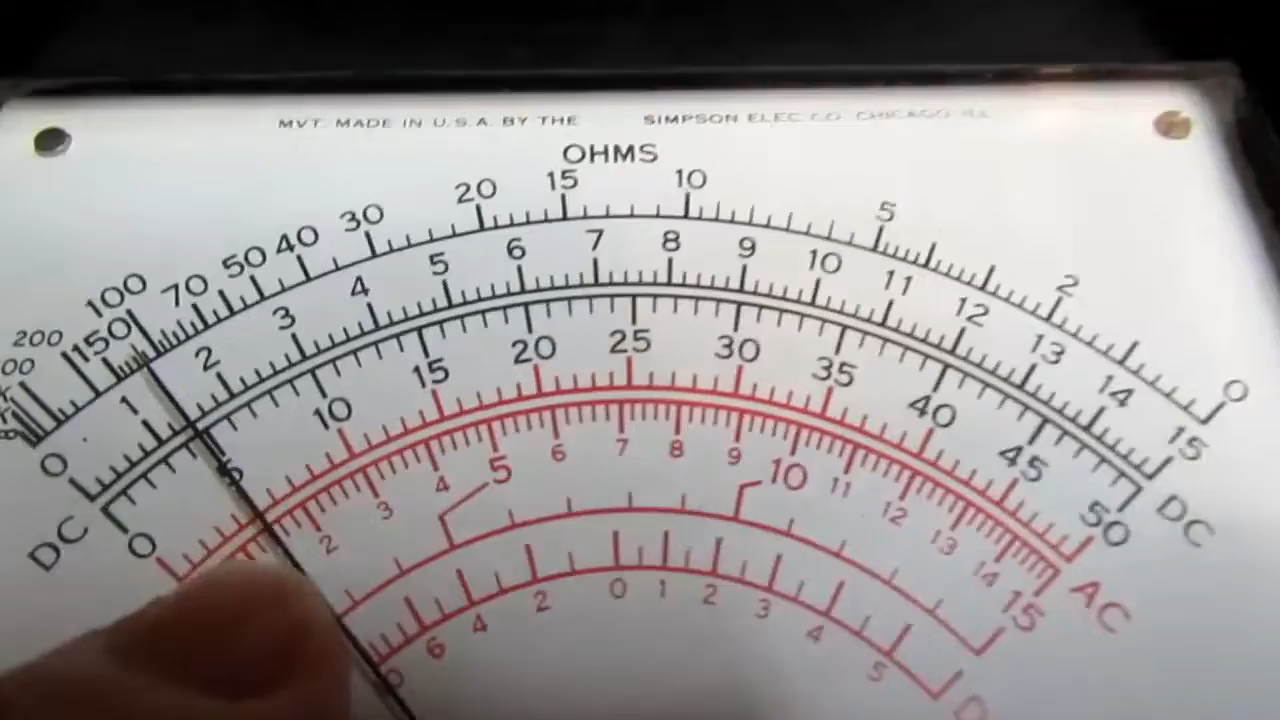 MVT. MADE IN U.S.A. BY THE SIMPSON ELEC. CO. CHICAGO ILL
OHMS
200 150 100 70 50 40 30 20 15 10 5 2 0
0 1 2 3 4 5 6 7 8 9 10 11 12 13 14 15
DC DC
0 5 10 15 20 25 30 35 40 45 50
AC
2 3 4 5 6 7 8 9 10 11 12 13 14 15
6 4 2 0 1 2 3 4 5